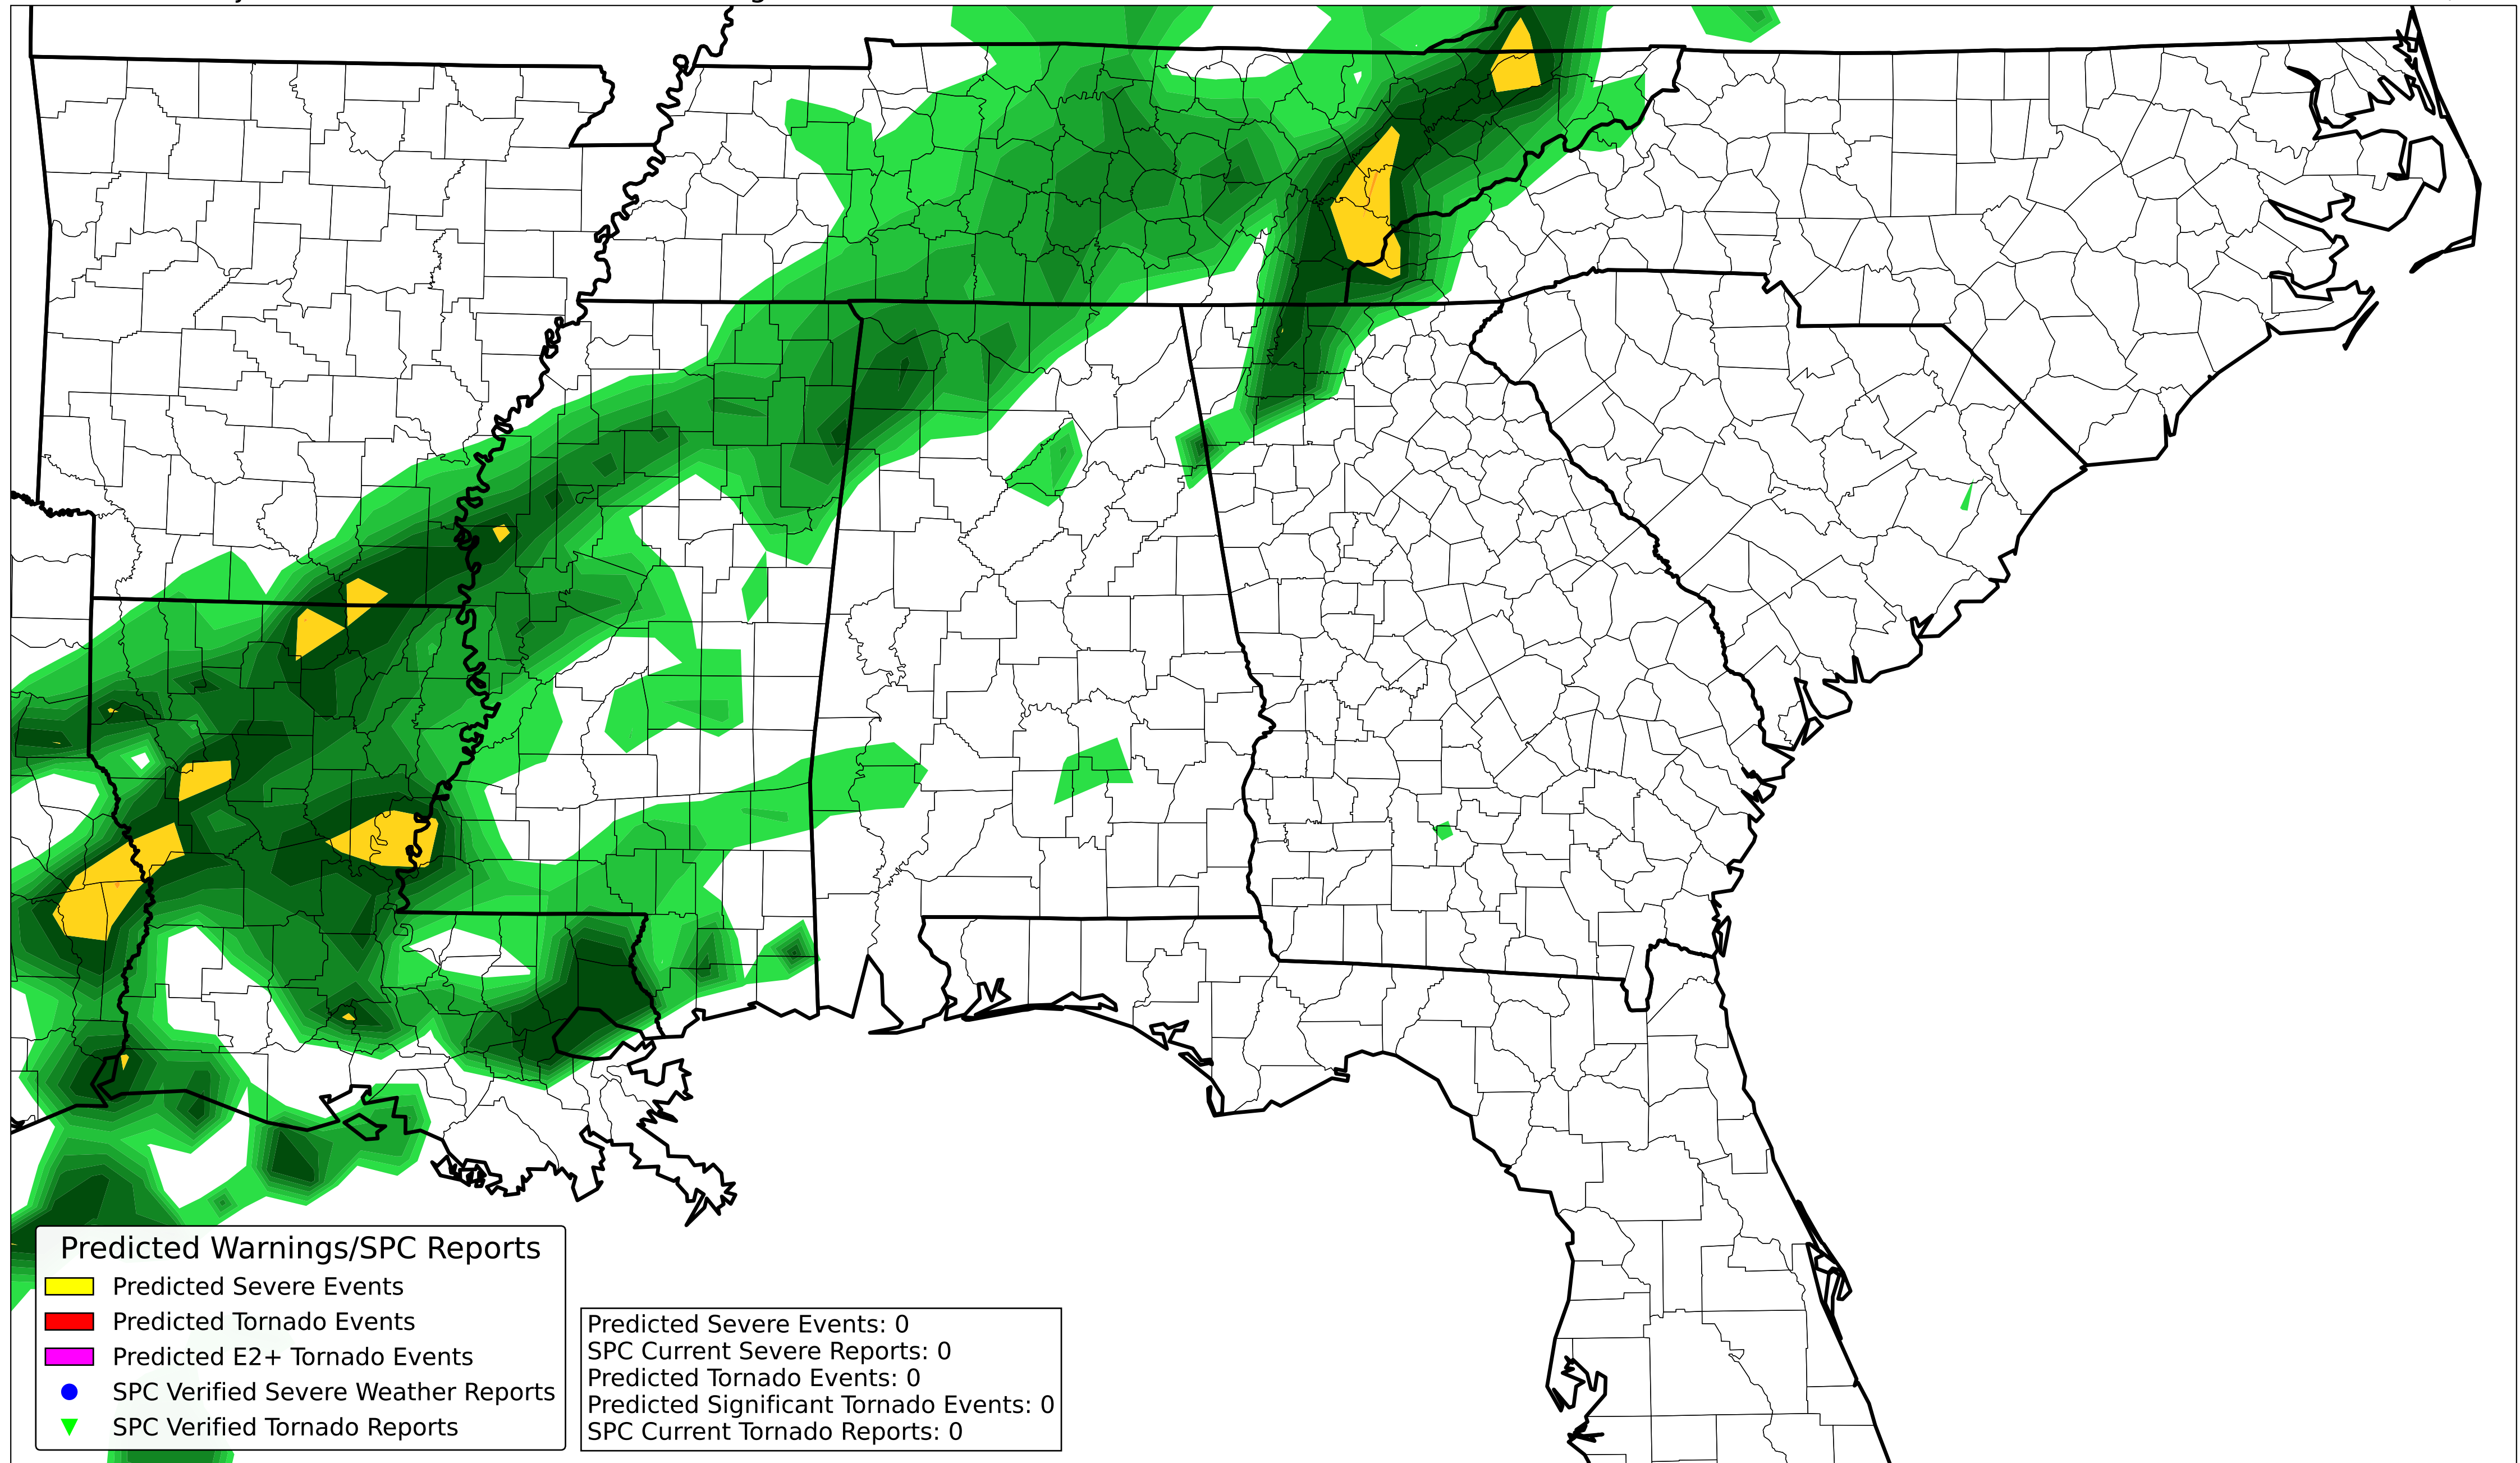 Predicted Warnings/SPC Reports
Predicted Severe Events
Predicted Tornado Events
Predicted E2+ Tornado Events
SPC Verified Severe Weather Reports
SPC Verified Tornado Reports
Predicted Severe Events: 0
SPC Current Severe Reports: 0
Predicted Tornado Events: 0
Predicted Significant Tornado Events: 0
SPC Current Tornado Reports: 0